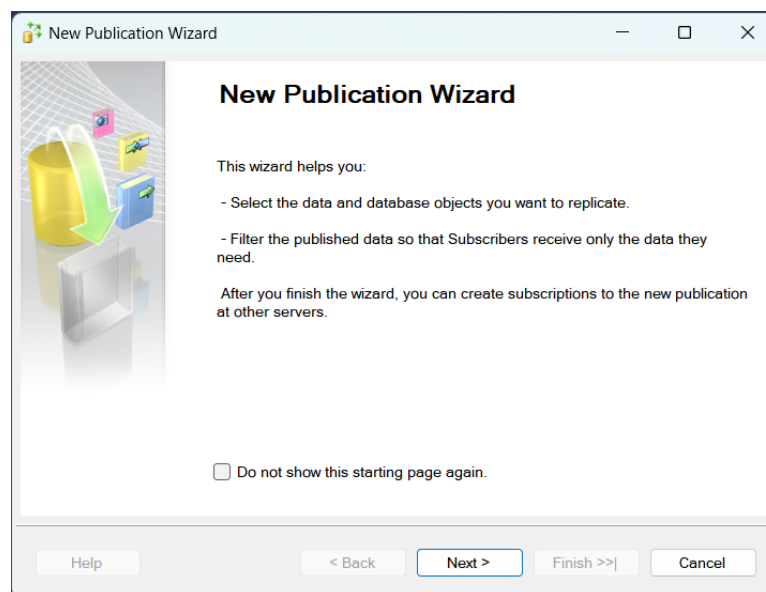 New Publication Wizard
New Publication Wizard
This wizard helps you:
- Select the data and database objects you want to replicate.
- Filter the published data so that Subscribers receive only the data they
need.
After you finish the wizard, you can create subscriptions to the new publication
at other servers.
Do not show this starting page again.
Help
< Back
Next >
Finish >>|
Cancel